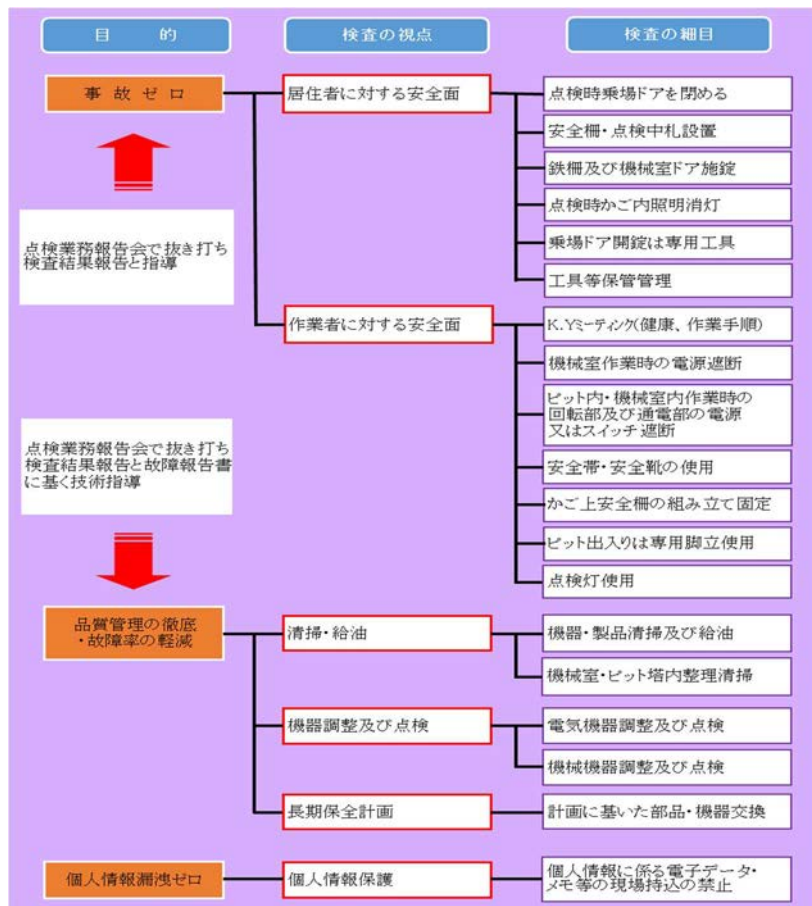 目　的
検査の視点
検査の細目
事故ゼロ
居住者に対する安全面
点検時乗場ドアを閉める
安全柵・点検中札設置
鉄柵及び機械室ドア施錠
点検時かご内照明消灯
乗場ドア開錠は専用工具
工具等保管管理
点検業務報告会で抜き打ち
検査結果報告と指導
作業者に対する安全面
K.Yミーティング(健康、作業手順)
機械室作業時の電源遮断
ピット内・機械室内作業時の
回転部及び通電部の電源
又はスイッチ遮断
安全帯・安全靴の使用
かご上安全柵の組み立て固定
ピット出入りは専用脚立使用
点検灯使用
点検業務報告会で抜き打ち
検査結果報告と故障報告書
に基く技術指導
品質管理の徹底
・故障率の軽減
清掃・給油
機器・製品清掃及び給油
機械室・ピット塔内整理清掃
機器調整及び点検
電気機器調整及び点検
機械機器調整及び点検
長期保全計画
計画に基いた部品・機器交換
個人情報漏洩ゼロ
個人情報保護
個人情報に係る電子データ・
メモ等の現場持込の禁止